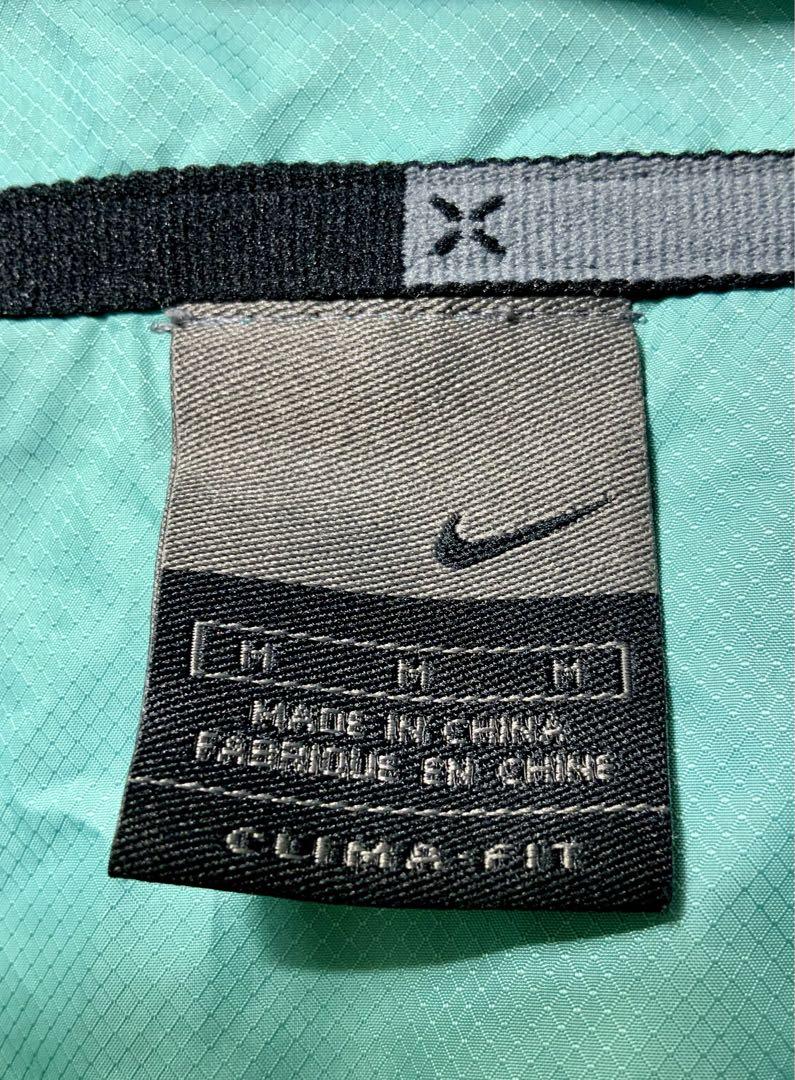 M M M
MADE IN CHINA
FABRIQUE EN CHINE
CLIMA-FIT